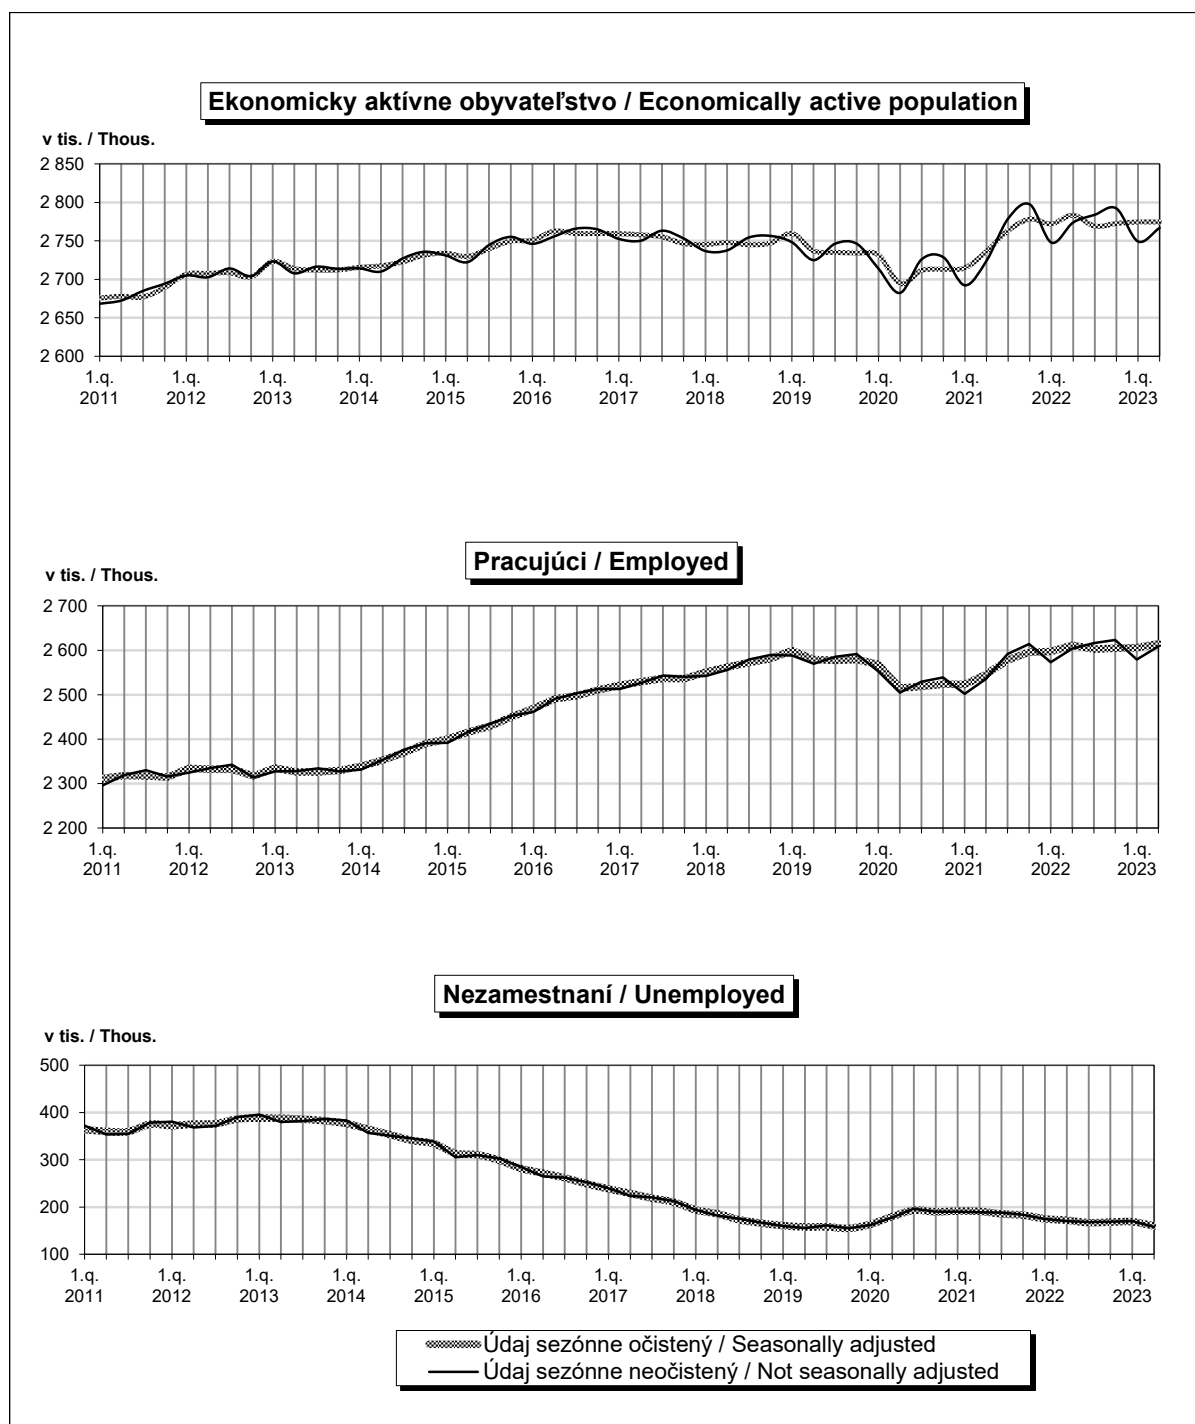 Ekonomicky aktívne obyvateľstvo / Economically active population
v tis. / Thous.
2 850
2 800
2 750
2 700
2 650
2 600
1.q. 1.q. 1.q. 1.q. 1.q. 1.q. 1.q. 1.q. 1.q. 1.q. 1.q. 1.q. 1.q.
2011 2012 2013 2014 2015 2016 2017 2018 2019 2020 2021 2022 2023
Pracujúci / Employed
v tis. / Thous.
2 700
2 600
2 500
2 400
2 300
2 200
1.q. 1.q. 1.q. 1.q. 1.q. 1.q. 1.q. 1.q. 1.q. 1.q. 1.q. 1.q. 1.q.
2011 2012 2013 2014 2015 2016 2017 2018 2019 2020 2021 2022 2023
Nezamestnaní / Unemployed
v tis. / Thous.
500
400
300
200
100
1.q. 1.q. 1.q. 1.q. 1.q. 1.q. 1.q. 1.q. 1.q. 1.q. 1.q. 1.q. 1.q.
2011 2012 2013 2014 2015 2016 2017 2018 2019 2020 2021 2022 2023
Údaj sezónne očistený / Seasonally adjusted
Údaj sezónne neočistený / Not seasonally adjusted